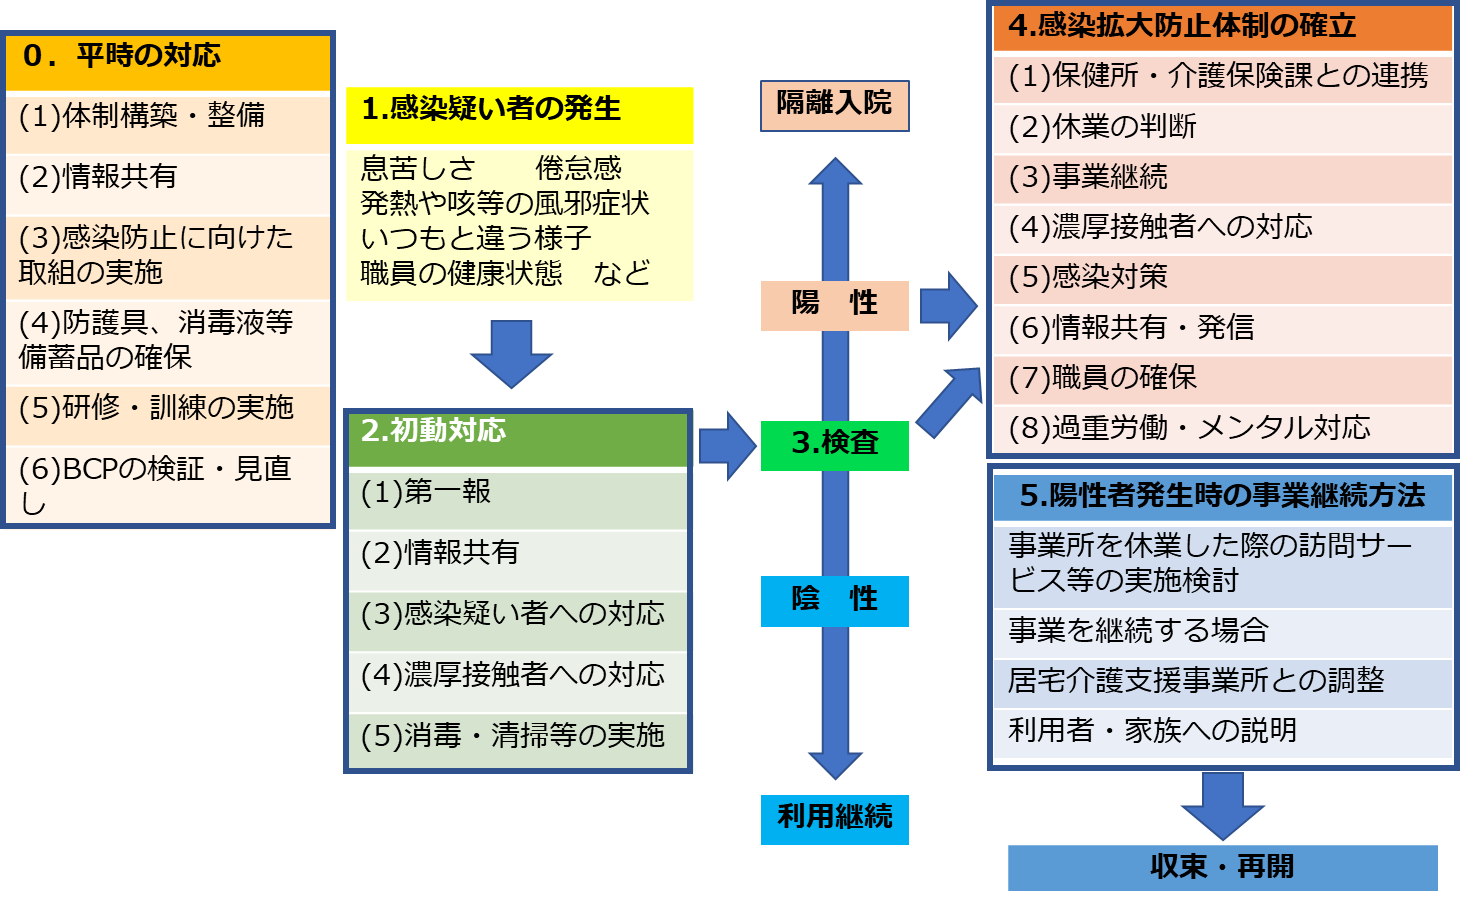 ０．平時の対応
(1)体制構築・整備
(2)情報共有
(3)感染防止に向けた
取組の実施
(4)防護具、消毒液等
備蓄品の確保
(5)研修・訓練の実施
(6)BCPの検証・見直
し
1.感染疑い者の発生
息苦しさ　　倦怠感
発熱や咳等の風邪症状
いつもと違う様子
職員の健康状態　など
2.初動対応
(1)第一報
(2)情報共有
(3)感染疑い者への対応
(4)濃厚接触者への対応
(5)消毒・清掃等の実施
隔離入院
陽　性
3.検査
陰　性
利用継続
4.感染拡大防止体制の確立
(1)保健所・介護保険課との連携
(2)休業の判断
(3)事業継続
(4)濃厚接触者への対応
(5)感染対策
(6)情報共有・発信
(7)職員の確保
(8)過重労働・メンタル対応
5.陽性者発生時の事業継続方法
事業所を休業した際の訪問サー
ビス等の実施検討
事業を継続する場合
居宅介護支援事業所との調整
利用者・家族への説明
収束・再開